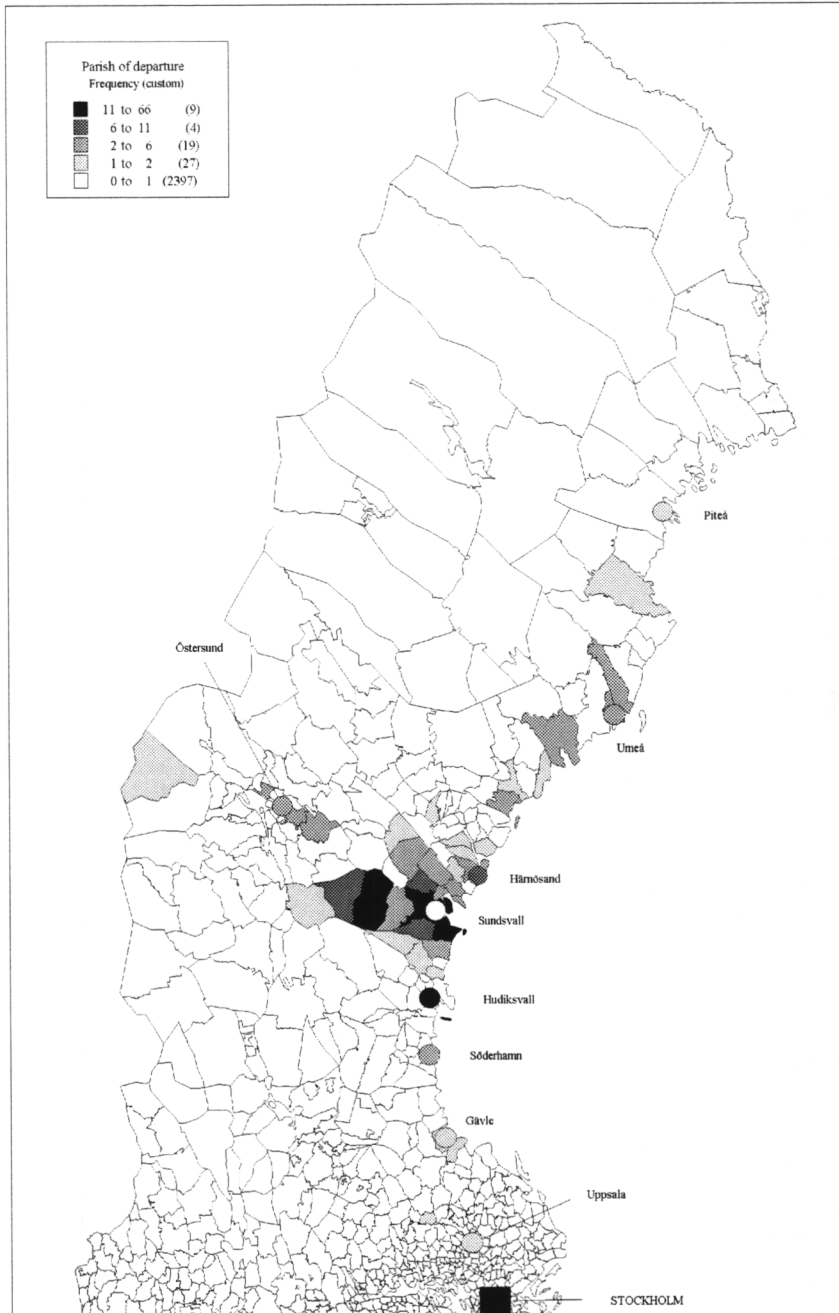 Parish of departure
Frequency (custom)
11 to 66 (9)
6 to 11 (4)
2 to 6 (19)
1 to 2 (27)
0 to 1 (2397)
Piteå
Östersund
Umeå
Härnösand
Sundsvall
Hudiksvall
Söderhamn
Gävle
Uppsala
STOCKHOLM